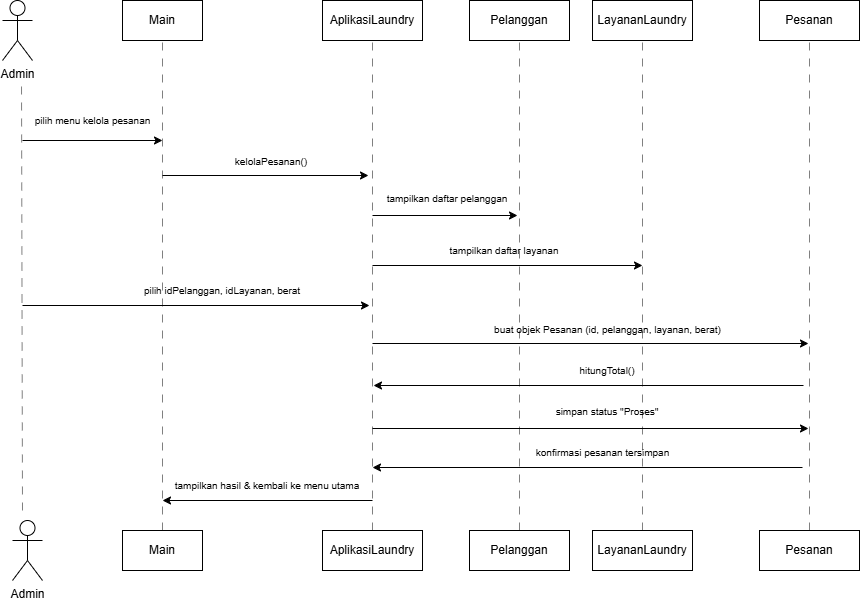 Main
AplikasiLaundry
Pelanggan
LayananLaundry
Pesanan
Admin
pilih menu kelola pesanan
kelolaPesanan()
tampilkan daftar pelanggan
tampilkan daftar layanan
pilih idPelanggan, idLayanan, berat
buat objek Pesanan (id, pelanggan, layanan, berat)
hitungTotal()
simpan status "Proses"
konfirmasi pesanan tersimpan
tampilkan hasil & kembali ke menu utama
Main
AplikasiLaundry
Pelanggan
LayananLaundry
Pesanan
Admin